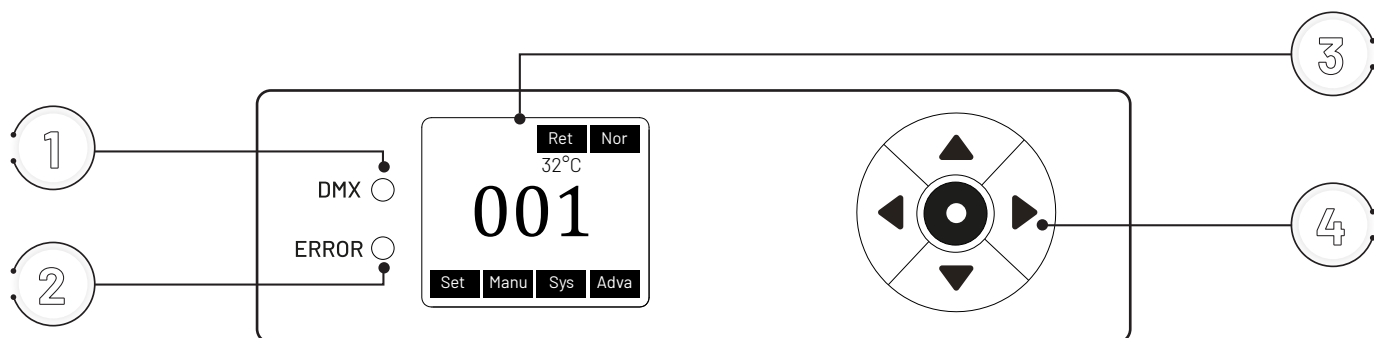 3
Ret Nor
1
32°C
DMX
001
4
ERROR
2
Set Manu Sys Adva